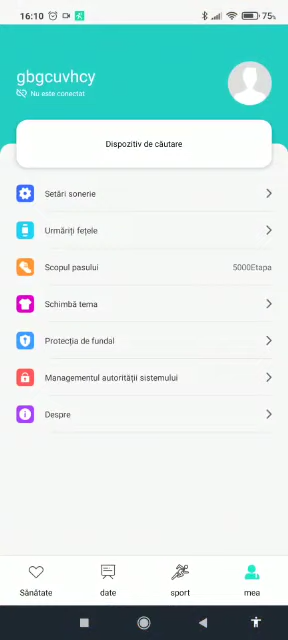 16:10
75%
gbgcuvhcy
Nu este conectat
Dispozitiv de căutare
Setări sonerie
Urmăriți fețele
Scopul pasului
5000Etapa
Schimbă tema
Protecția de fundal
Managementul autorității sistemului
Despre
Sănătate
date
sport
mea